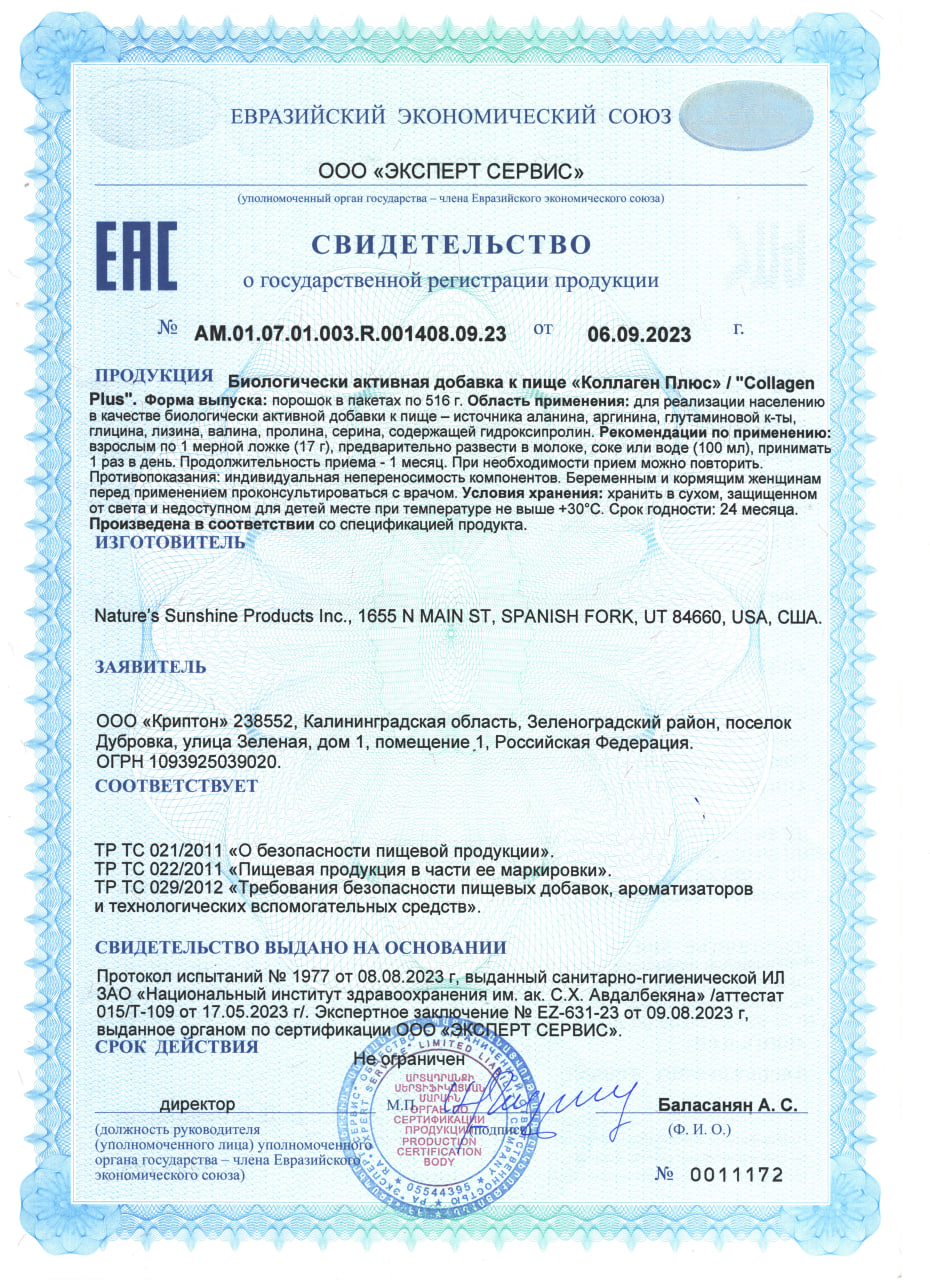 ЕВРАЗИЙСКИЙ ЭКОНОМИЧЕСКИЙ СОЮЗ
ООО «ЭКСПЕРТ СЕРВИС»
(уполномоченный орган государства – члена Евразийского экономического союза)
EAC
СВИДЕТЕЛЬСТВО
о государственной регистрации продукции
№ AM.01.07.01.003.R.001408.09.23 от 06.09.2023 г.
ПРОДУКЦИЯ Биологически активная добавка к пище «Коллаген Плюс» / "Collagen
Plus". Форма выпуска: порошок в пакетах по 516 г. Область применения: для реализации населению
в качестве биологически активной добавки к пище – источника аланина, аргинина, глутаминовой к-ты,
глицина, лизина, валина, пролина, серина, содержащей гидроксипролин. Рекомендации по применению:
взрослым по 1 мерной ложке (17 г), предварительно развести в молоке, соке или воде (100 мл), принимать
1 раз в день. Продолжительность приема - 1 месяц. При необходимости прием можно повторить.
Противопоказания: индивидуальная непереносимость компонентов. Беременным и кормящим женщинам
перед применением проконсультироваться с врачом. Условия хранения: хранить в сухом, защищенном
от света и недоступном для детей месте при температуре не выше +30°С. Срок годности: 24 месяца.
Произведена в соответствии со спецификацией продукта.
ИЗГОТОВИТЕЛЬ
Nature's Sunshine Products Inc., 1655 N MAIN ST, SPANISH FORK, UT 84660, USA, США.
ЗАЯВИТЕЛЬ
ООО «Криптон» 238552, Калининградская область, Зеленоградский район, поселок
Дубровка, улица Зеленая, дом 1, помещение 1, Российская Федерация.
ОГРН 1093925039020.
СООТВЕТСТВУЕТ
ТР ТС 021/2011 «О безопасности пищевой продукции».
ТР ТС 022/2011 «Пищевая продукция в части ее маркировки».
ТР ТС 029/2012 «Требования безопасности пищевых добавок, ароматизаторов
и технологических вспомогательных средств».
СВИДЕТЕЛЬСТВО ВЫДАНО НА ОСНОВАНИИ
Протокол испытаний № 1977 от 08.08.2023 г, выданный санитарно-гигиенической ИЛ
ЗАО «Национальный институт здравоохранения им. ак. С.Х. Авдалбекяна» /аттестат
015/Т-109 от 17.05.2023 г/. Экспертное заключение № EZ-631-23 от 09.08.2023 г,
выданное органом по сертификации ООО «ЭКСПЕРТ СЕРВИС».
СРОК ДЕЙСТВИЯ
Не ограничен
ԱՐՏԱԴՐԱՆՔԻ
ՍԵՐՏԻՖԻԿԱՑՄԱՆ
ՄԱՐՄԻՆ
ОРГАН ПО
СЕРТИФИКАЦИИ
ПРОДУКЦИИ
PRODUCTION
CERTIFICATION
BODY
05544395
директор М.П. Баласанян А. С.
(должность руководителя (подпись) (Ф. И. О.)
(уполномоченного лица) уполномоченного
органа государства – члена Евразийского
экономического союза)
№ 0011172